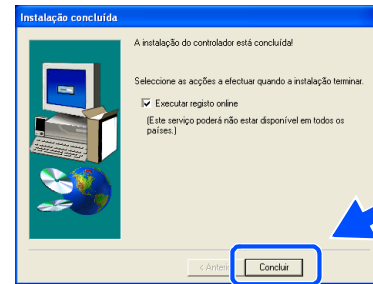 Instalação concluída
A instalação do controlador está concluída!
Seleccione as acções a efectuar quando a instalação terminar.
Executar registo online
(Este serviço poderá não estar disponível em todos os
países.)
< Anteri
Concluir